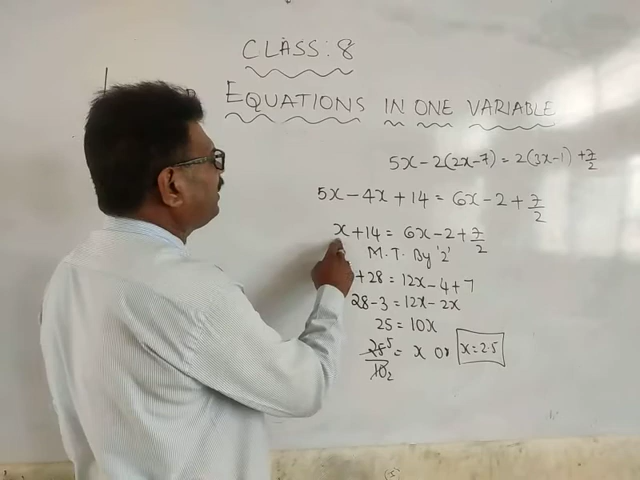 CLASS: 8
EQUATIONS IN ONE VARIABLE
5x - 2(2x-7) = 2(3x-1) + 7/2
5x - 4x + 14 = 6x - 2 + 7/2
x + 14 = 6x - 2 + 7/2
M.T. By '2'
+ 28 = 12x - 4 + 7
28 - 3 = 12x - 2x
25 = 10x
25 5/10 2 = x or x = 2.5